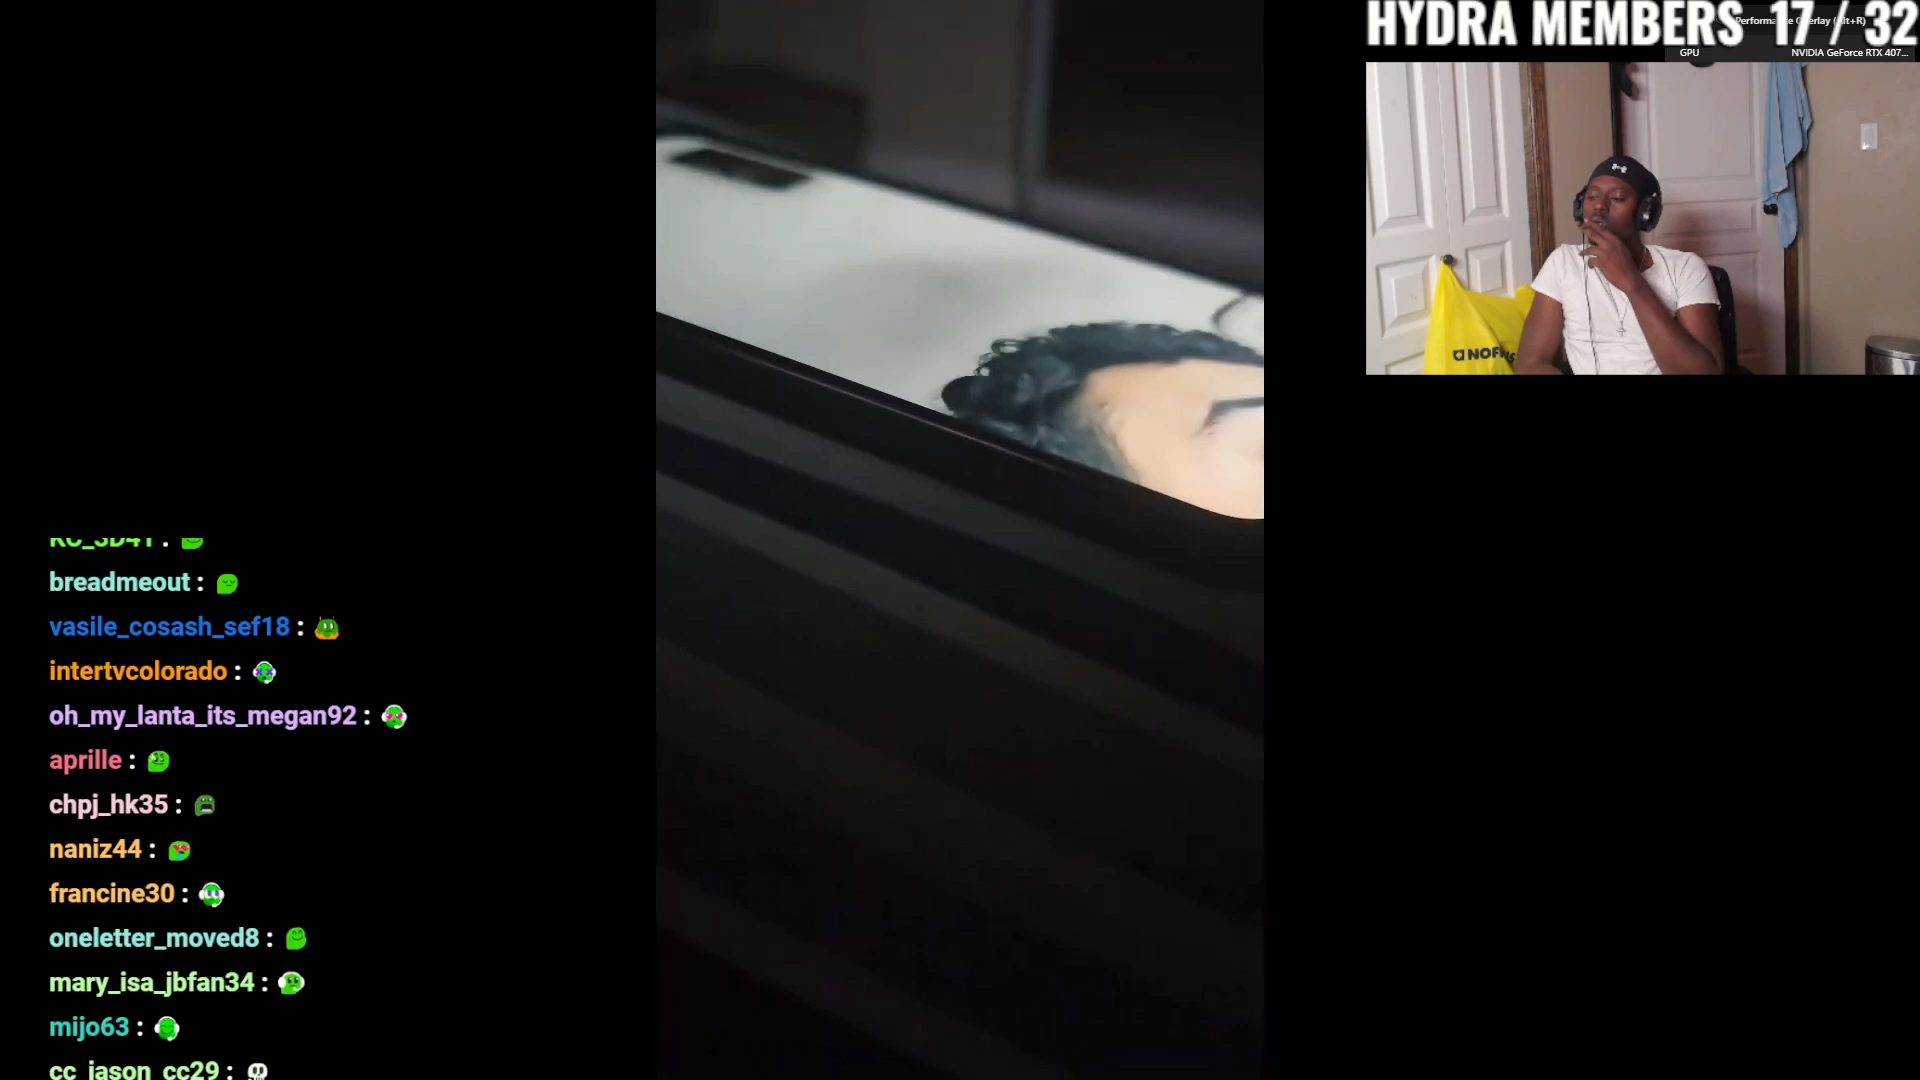 HYDRA MEMBERS 17 / 32
GPU NVIDIA GeForce RTX 407...
KC_3D41 :
breadmeout :
vasile_cosash_sef18 :
intertvcolorado :
oh_my_lanta_its_megan92 :
aprille :
chpj_hk35 :
naniz44 :
francine30 :
oneletter_moved8 :
mary_isa_jbfan34 :
mijo63 :
cc_jason_cc29 :